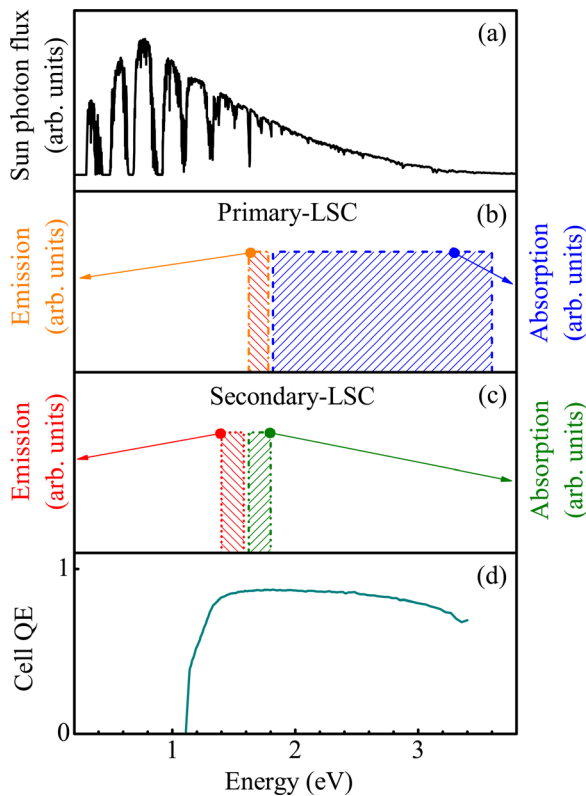 Sun photon flux
(arb. units)
(a)
Primary-LSC
(b)
Emission
(arb. units)
Absorption
(arb. units)
Secondary-LSC
(c)
Emission
(arb. units)
Absorption
(arb. units)
1
(d)
Cell QE
0
1
2
3
Energy (eV)